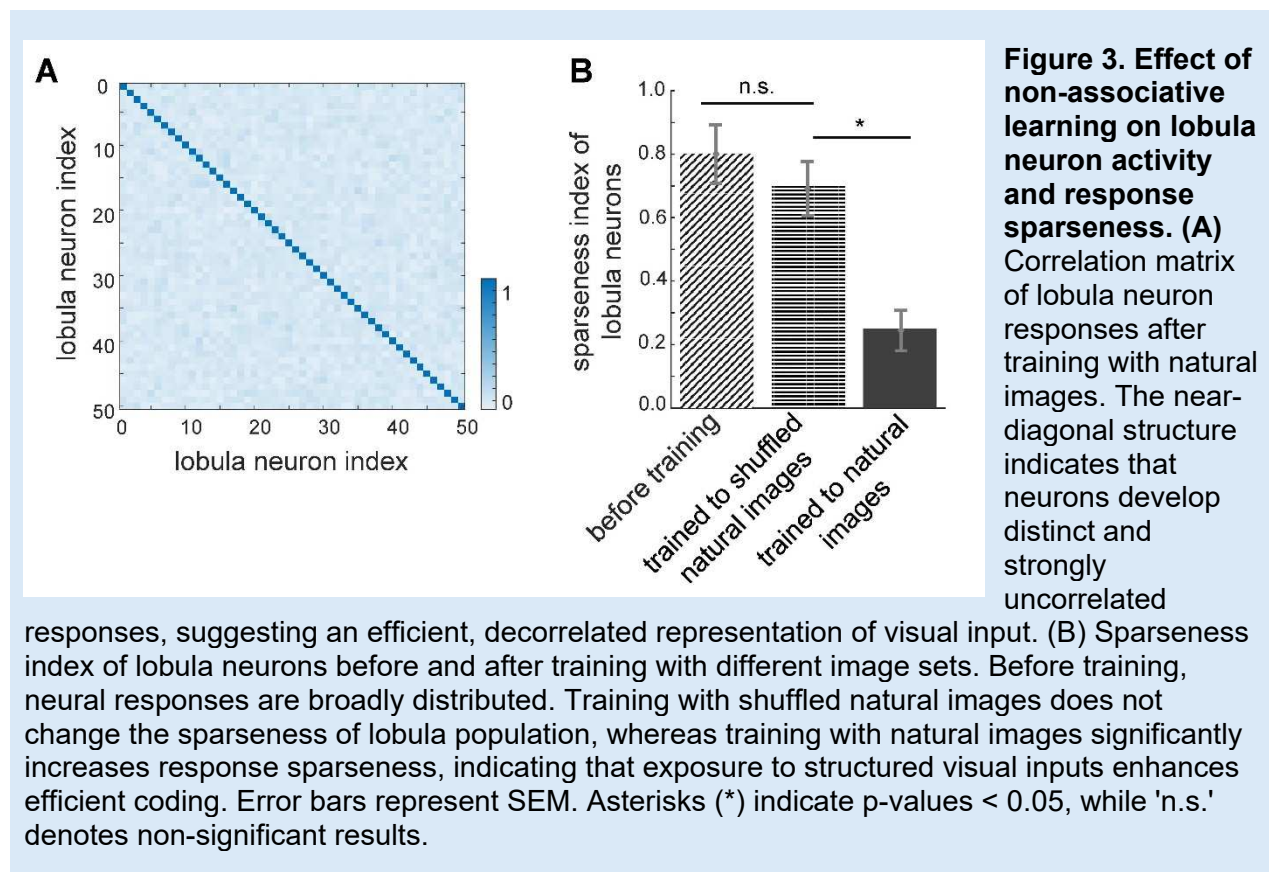 A
0
10
20
30
40
50
lobula neuron index
0 10 20 30 40 50
lobula neuron index
1
0
B
n.s.
*
1.0
0.8
0.6
0.4
0.2
0.0
sparseness index of
lobula neurons
before training
trained to shuffled
natural images
trained to natural
images
Figure 3. Effect of
non-associative
learning on lobula
neuron activity
and response
sparseness. (A)
Correlation matrix
of lobula neuron
responses after
training with natural
images. The near-
diagonal structure
indicates that
neurons develop
distinct and
strongly
uncorrelated
responses, suggesting an efficient, decorrelated representation of visual input. (B) Sparseness
index of lobula neurons before and after training with different image sets. Before training,
neural responses are broadly distributed. Training with shuffled natural images does not
change the sparseness of lobula population, whereas training with natural images significantly
increases response sparseness, indicating that exposure to structured visual inputs enhances
efficient coding. Error bars represent SEM. Asterisks (*) indicate p-values < 0.05, while 'n.s.'
denotes non-significant results.